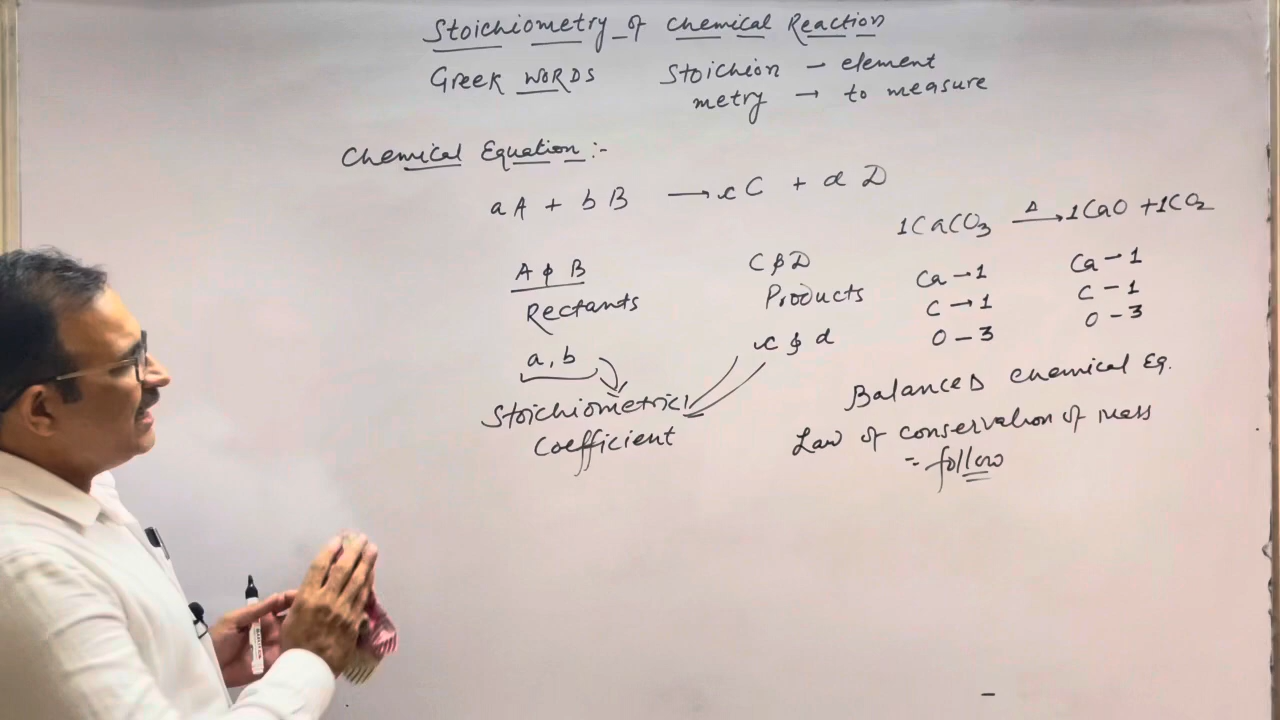 Stoichiometry of Chemical Reaction
Greek WORDS Stoichion – element
metry → to measure
Chemical Equation :-
aA + bB → cC + dD
1CaCO3 Δ→ 1CaO + 1CO2
A & B
Rectants
a, b
C & D
Products
c & d
Stoichiometrical
Coefficient
Ca → 1 Ca – 1
C → 1 C – 1
O – 3 O – 3
Balanced chemical Eq.
Law of conservation of mass
= follow